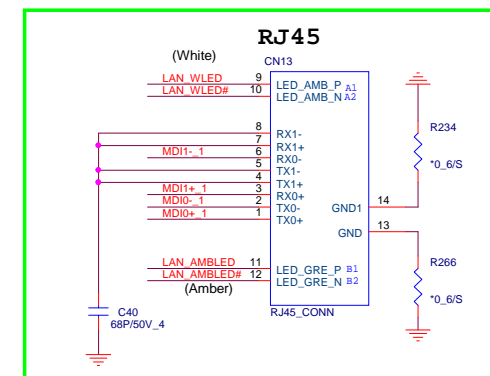 RJ45
(White)
CN13
LAN_WLED 9 LED_AMB_P A1
LAN_WLED# 10 LED_AMB_N A2
8 RX1-
7 RX1+
MDI1-_1 6 RX0-
5 TX1-
4 TX1+
MDI1+_1 3 RX0+
MDI0-_1 2 TX0-
MDI0+_1 1 TX0+
GND1 14
GND 13
R234
*0_6/S
R266
*0_6/S
LAN_AMBLED 11 LED_GRE_P B1
LAN_AMBLED# 12 LED_GRE_N B2
(Amber)
RJ45_CONN
C40
68P/50V_4